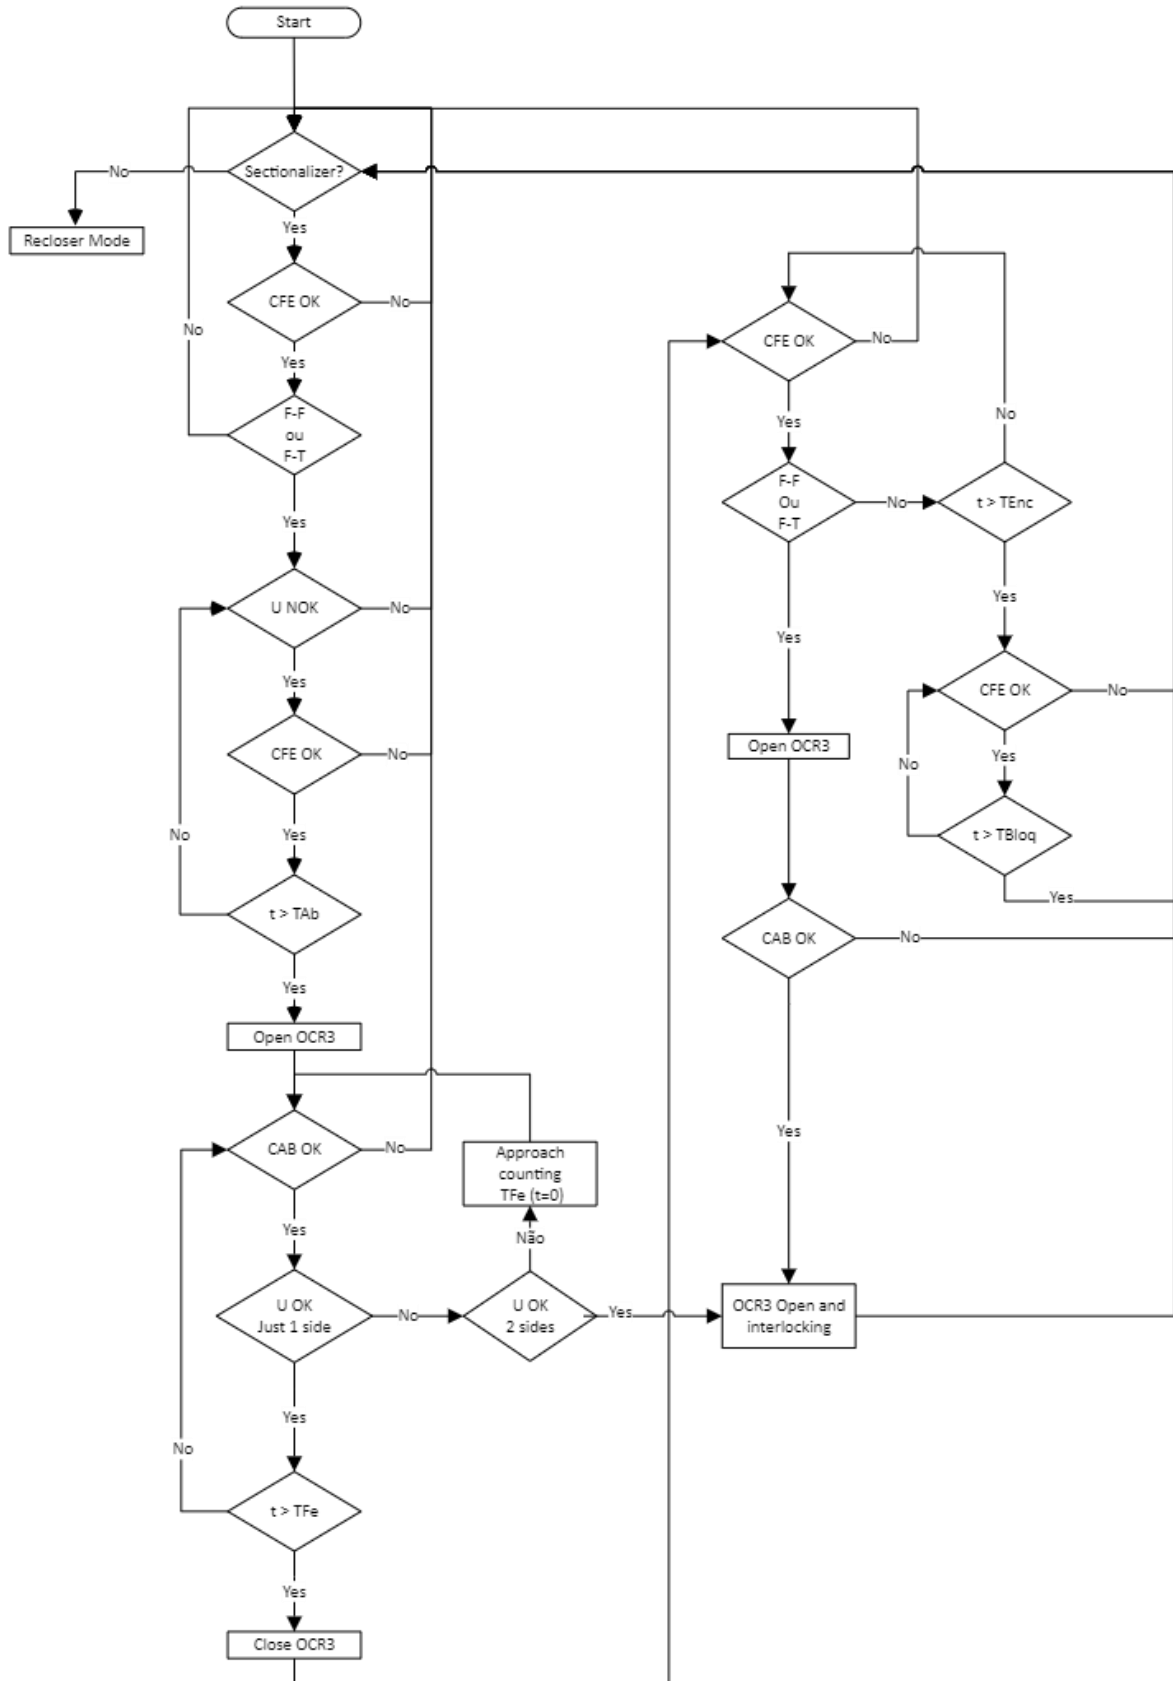 Start
Sectionalizer?
No
Recloser Mode
Yes
CFE OK
No
No
Yes
F-F
ou
F-T
Yes
U NOK
No
Yes
CFE OK
No
Yes
No
t > TAb
Yes
Open OCR3
CAB OK
No
Yes
U OK
Just 1 side
No
U OK
2 sides
Não
Approach
counting
TFe (t=0)
Yes
OCR3 Open and
interlocking
Yes
No
t > TFe
Yes
Close OCR3
CFE OK
No
Yes
F-F
Ou
F-T
No
t > TEnc
No
Yes
Yes
CFE OK
No
Yes
No
t > TBloq
Yes
Open OCR3
CAB OK
No
Yes